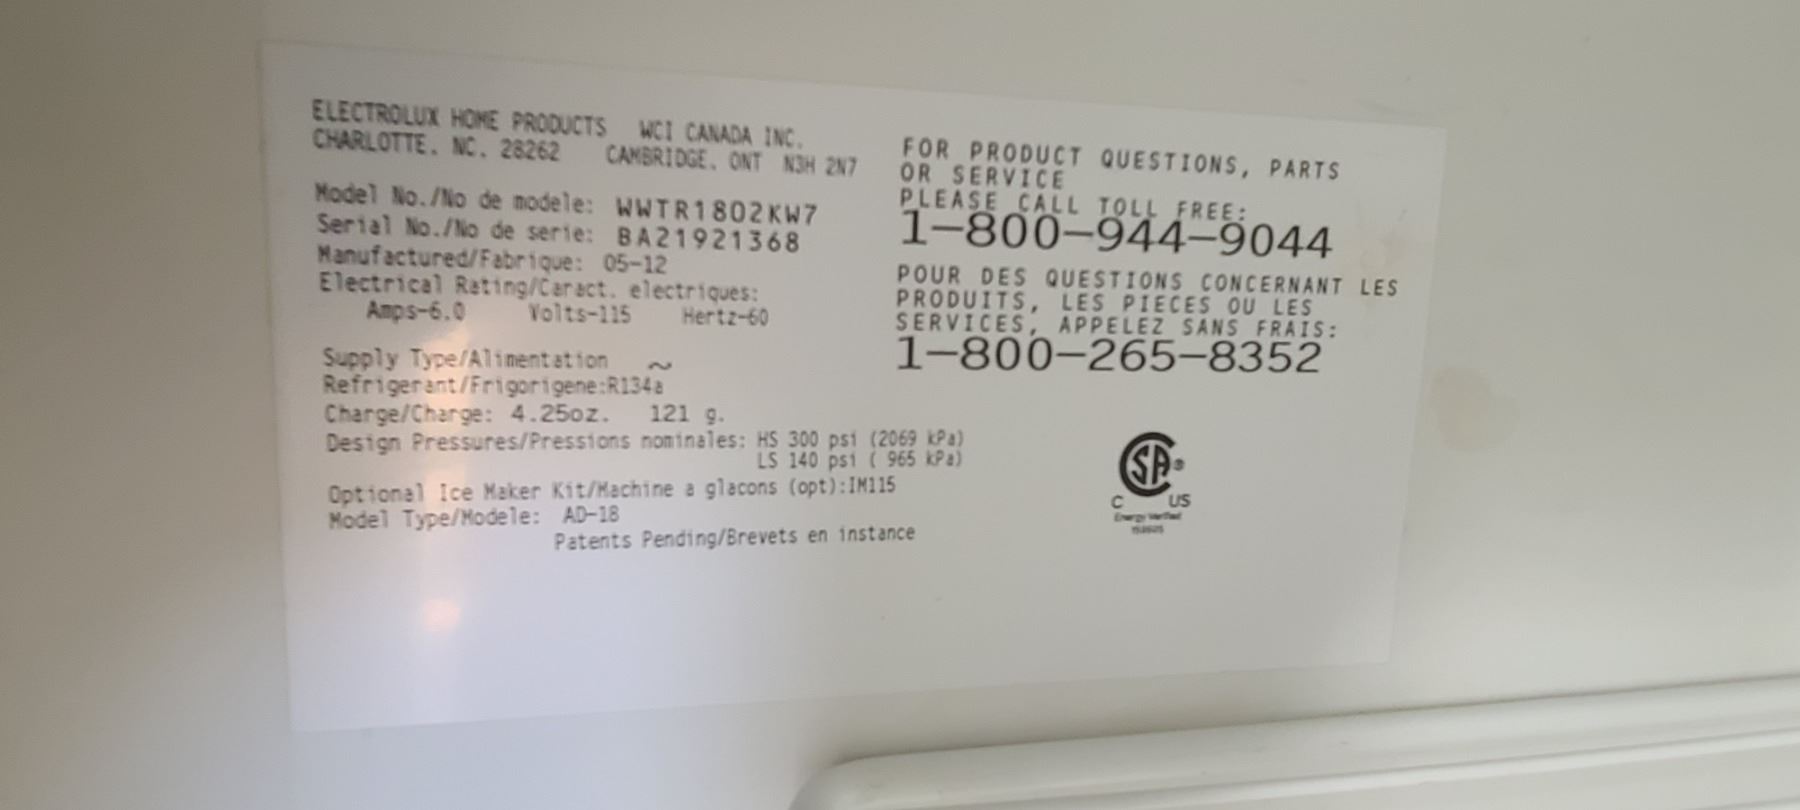 ELECTROLUX HOME PRODUCTS WCI CANADA INC.
CHARLOTTE. NC. 28262 CAMBRIDGE. ONT N3H 2N7
Model No./No de modele: WWTR1802KW7
Serial No./No de serie: BA21921368
Manufactured/Fabrique: 05-12
Electrical Rating/Caract. electriques:
Amps-6.0 Volts-115 Hertz-60
Supply Type/Alimentation ~
Refrigerant/Frigorigene:R134a
Charge/Charge: 4.25oz. 121 g.
Design Pressures/Pressions nominales: HS 300 psi (2069 kPa)
LS 140 psi ( 965 kPa)
Optional Ice Maker Kit/Machine a glacons (opt):IM115
Model Type/Modele: AD-18
Patents Pending/Brevets en instance
FOR PRODUCT QUESTIONS, PARTS
OR SERVICE
PLEASE CALL TOLL FREE:
1-800-944-9044
POUR DES QUESTIONS CONCERNANT LES
PRODUITS, LES PIECES OU LES
SERVICES, APPELEZ SANS FRAIS:
1-800-265-8352
SA®
C US
Energy Verified